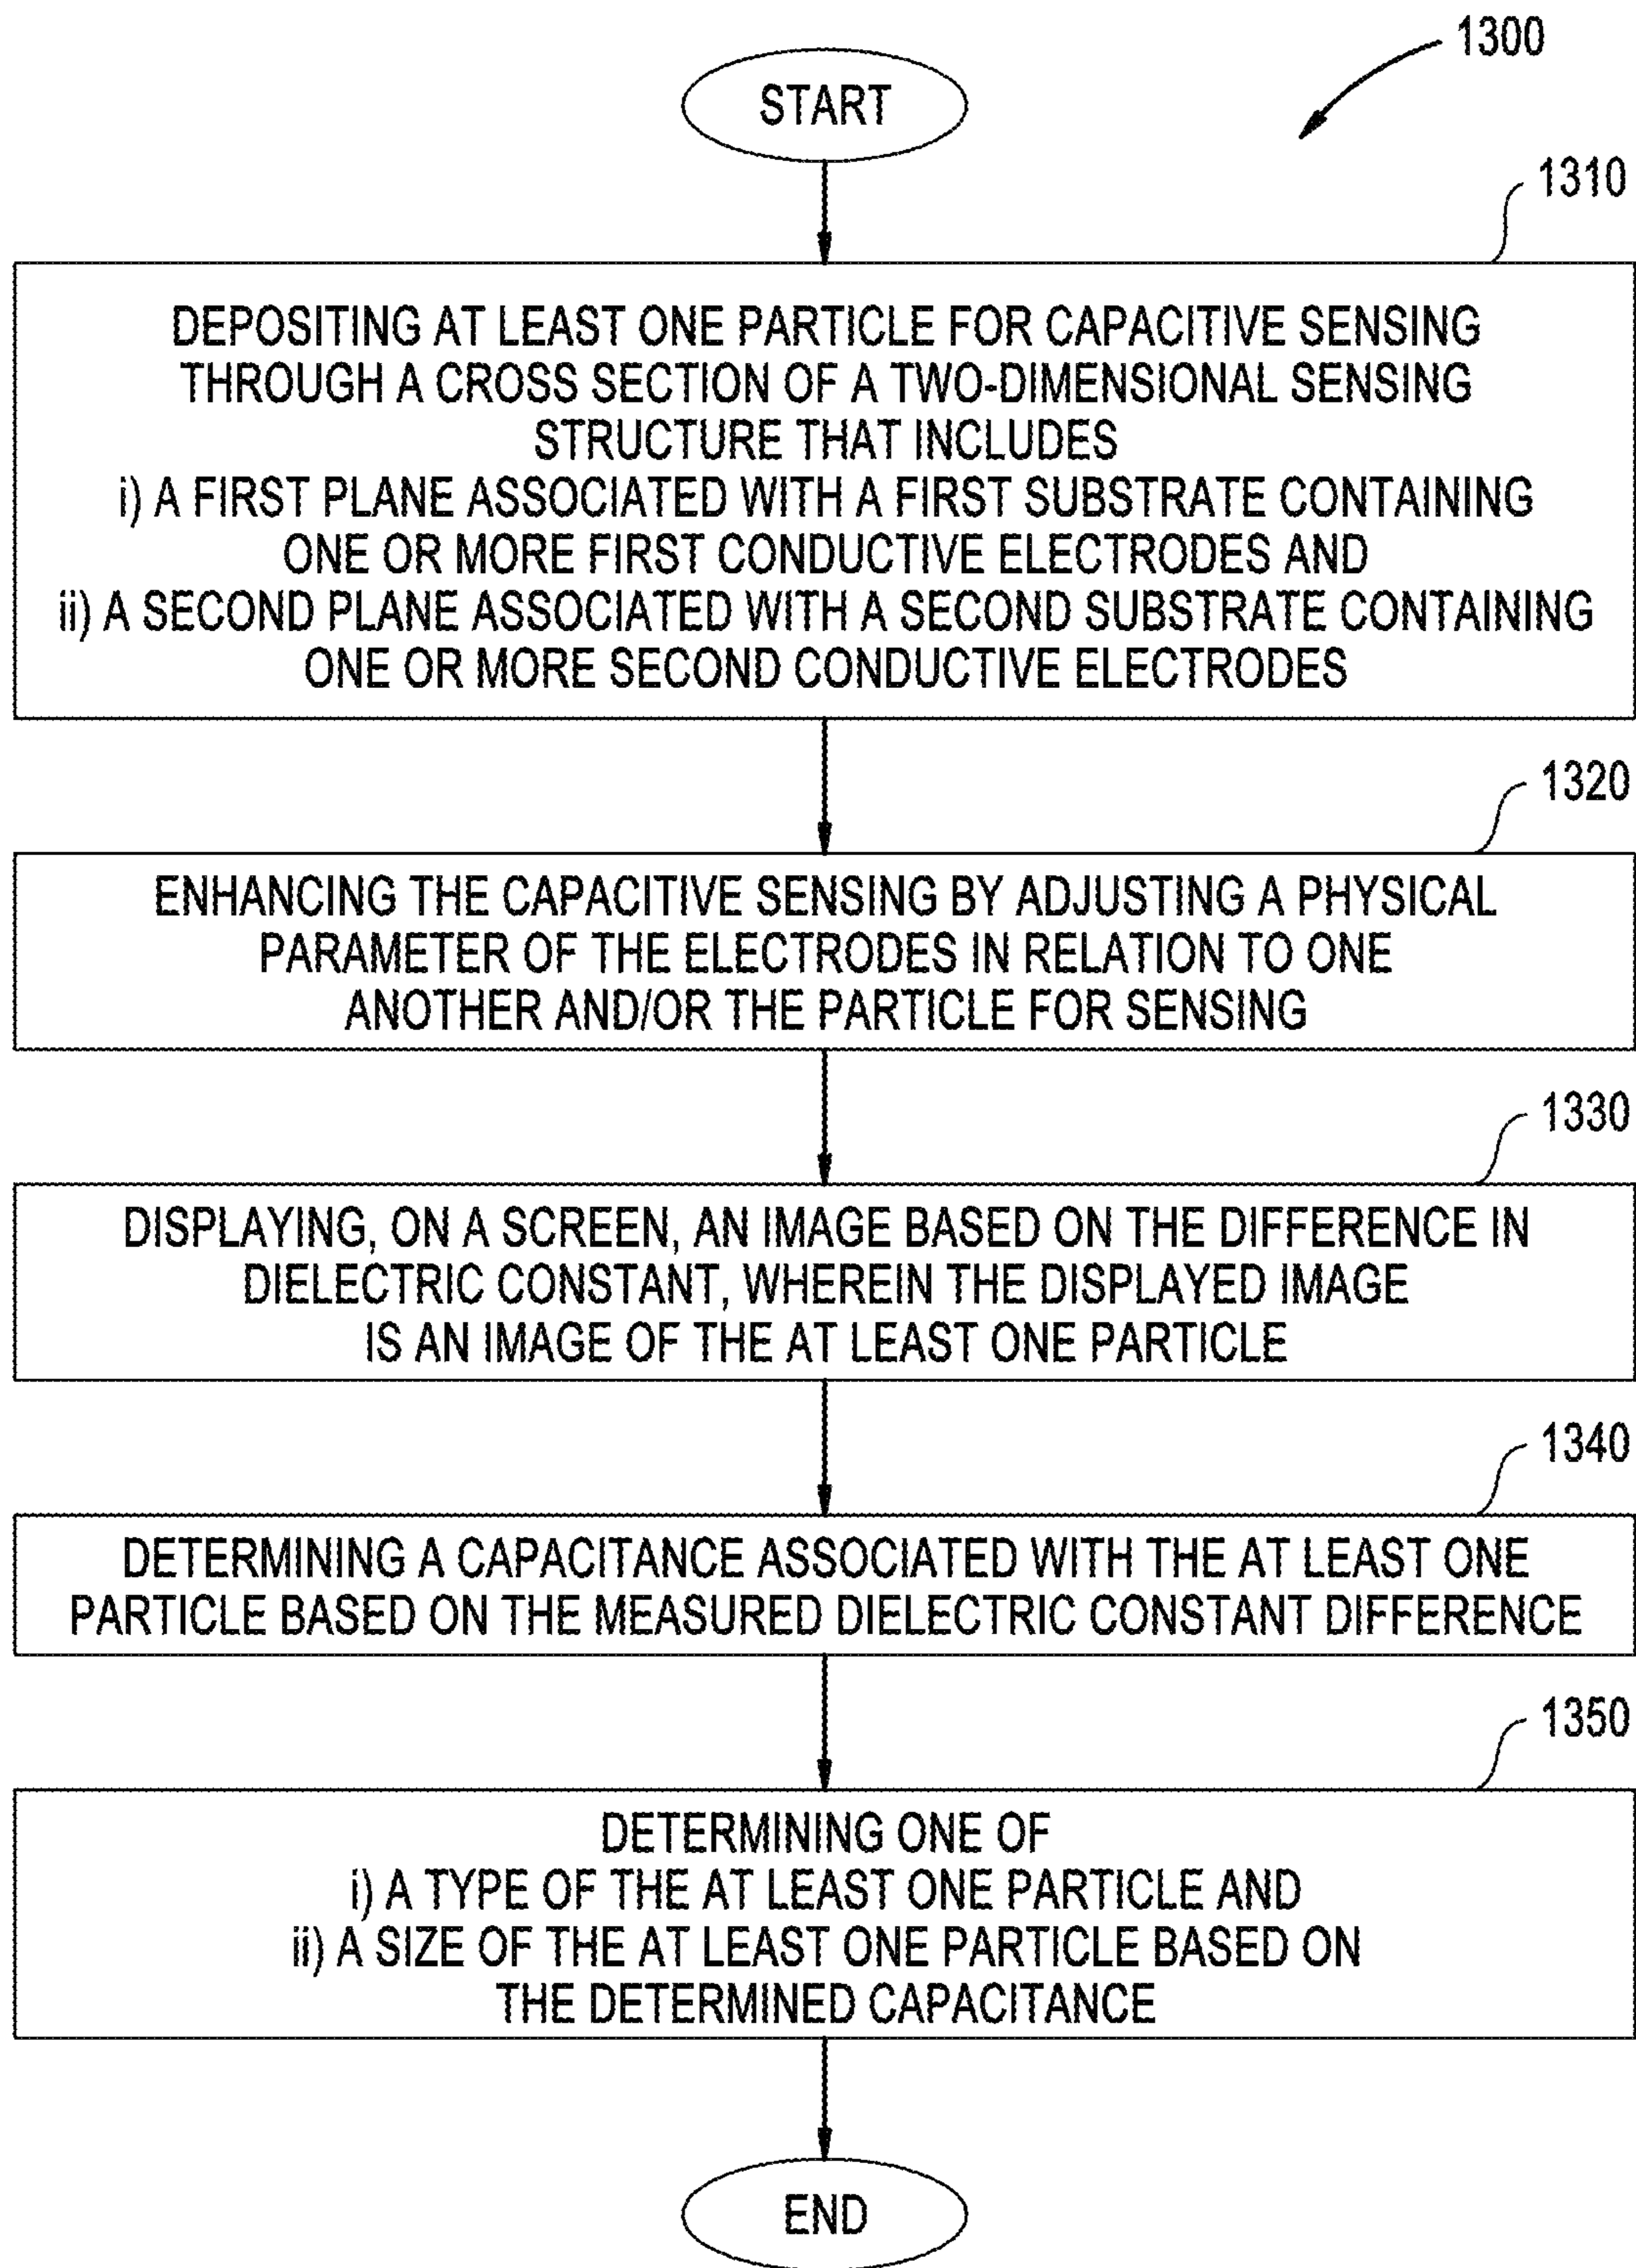 1300
START
1310
DEPOSITING AT LEAST ONE PARTICLE FOR CAPACITIVE SENSING
THROUGH A CROSS SECTION OF A TWO-DIMENSIONAL SENSING
STRUCTURE THAT INCLUDES
i) A FIRST PLANE ASSOCIATED WITH A FIRST SUBSTRATE CONTAINING
ONE OR MORE FIRST CONDUCTIVE ELECTRODES AND
ii) A SECOND PLANE ASSOCIATED WITH A SECOND SUBSTRATE CONTAINING
ONE OR MORE SECOND CONDUCTIVE ELECTRODES
1320
ENHANCING THE CAPACITIVE SENSING BY ADJUSTING A PHYSICAL
PARAMETER OF THE ELECTRODES IN RELATION TO ONE
ANOTHER AND/OR THE PARTICLE FOR SENSING
1330
DISPLAYING, ON A SCREEN, AN IMAGE BASED ON THE DIFFERENCE IN
DIELECTRIC CONSTANT, WHEREIN THE DISPLAYED IMAGE
IS AN IMAGE OF THE AT LEAST ONE PARTICLE
1340
DETERMINING A CAPACITANCE ASSOCIATED WITH THE AT LEAST ONE
PARTICLE BASED ON THE MEASURED DIELECTRIC CONSTANT DIFFERENCE
1350
DETERMINING ONE OF
i) A TYPE OF THE AT LEAST ONE PARTICLE AND
ii) A SIZE OF THE AT LEAST ONE PARTICLE BASED ON
THE DETERMINED CAPACITANCE
END